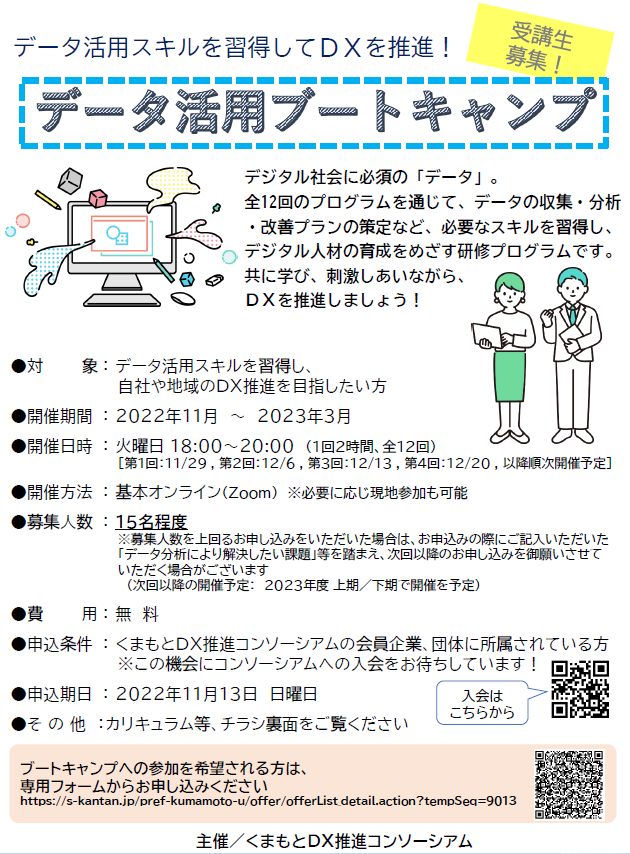 データ活用スキルを習得してＤＸを推進！
受講生
募集！
データ活用ブートキャンプ
デジタル社会に必須の「データ」。
全12回のプログラムを通じて、データの収集・分析
・改善プランの策定など、必要なスキルを習得し、
デジタル人材の育成をめざす研修プログラムです。
共に学び、刺激しあいながら、
ＤＸを推進しましょう！
●対　　象：データ活用スキルを習得し、
自社や地域のDX推進を目指したい方
●開催期間：2022年11月　～　2023年3月
●開催日時：火曜日 18:00～20:00（1回2時間、全12回）
［第1回：11/29 , 第2回：12/6 , 第3回：12/13 , 第4回：12/20 , 以降順次開催予定］
●開催方法：基本オンライン(Zoom)　※必要に応じ現地参加も可能
●募集人数：15名程度
※募集人数を上回るお申し込みをいただいた場合は、お申込みの際にご記入いただいた
「データ分析により解決したい課題」等を踏まえ、次回以降のお申し込みを御願いさせて
いただく場合がございます
（次回以降の開催予定：　2023年度 上期／下期で開催を予定）
●費　　用：無　料
●申込条件：くまもとDX推進コンソーシアムの会員企業、団体に所属されている方
※この機会にコンソーシアムへの入会をお待ちしています！
●申込期日：2022年11月13日　日曜日
入会は
こちらから
●そ の 他 ：カリキュラム等、チラシ裏面をご覧ください
ブートキャンプへの参加を希望される方は、
専用フォームからお申し込みください
https://s-kantan.jp/pref-kumamoto-u/offer/offerList_detail.action?tempSeq=9013
主催／くまもとDX推進コンソーシアム